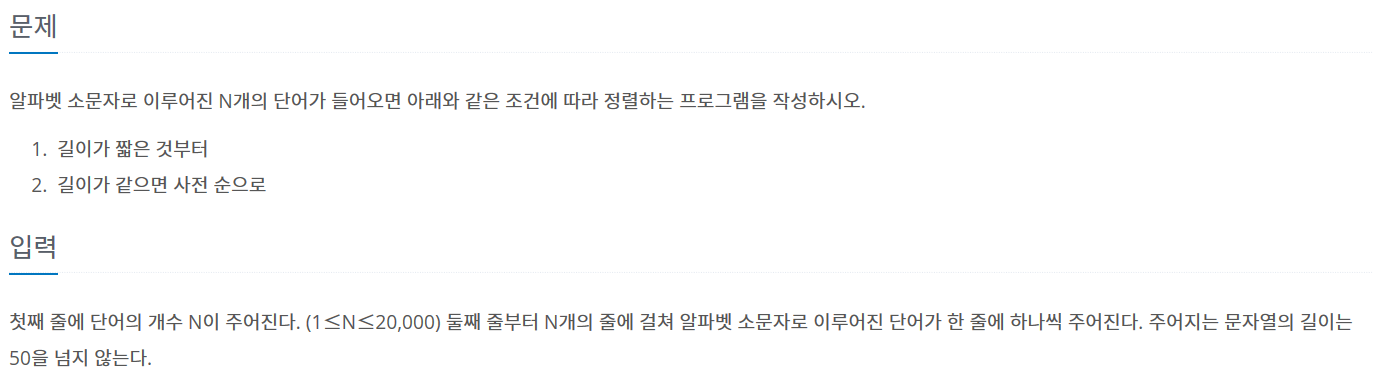 문제
알파벳 소문자로 이루어진 N개의 단어가 들어오면 아래와 같은 조건에 따라 정렬하는 프로그램을 작성하시오.
1. 길이가 짧은 것부터
2. 길이가 같으면 사전 순으로
입력
첫째 줄에 단어의 개수 N이 주어진다. (1≤N≤20,000) 둘째 줄부터 N개의 줄에 걸쳐 알파벳 소문자로 이루어진 단어가 한 줄에 하나씩 주어진다. 주어지는 문자열의 길이는
50을 넘지 않는다.